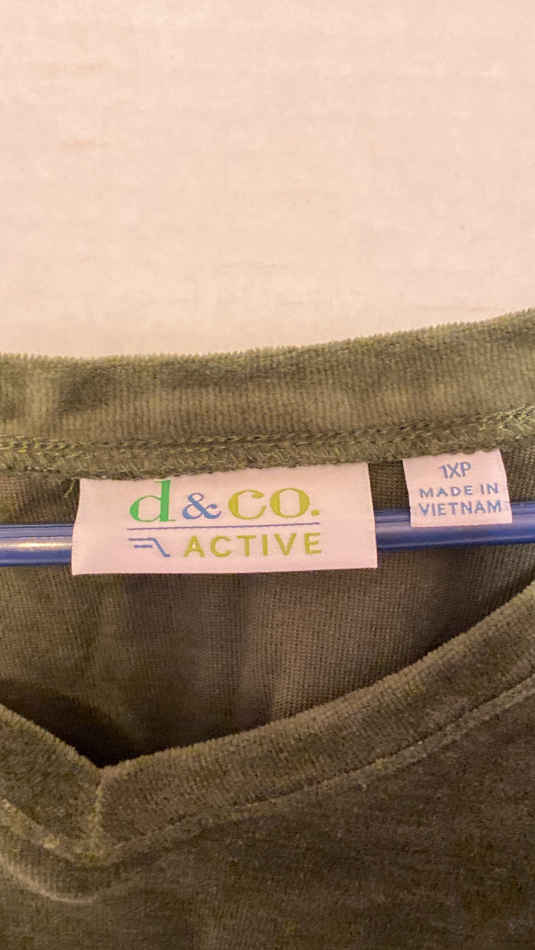 d&co.
ACTIVE
1XP
MADE IN
VIETNAM